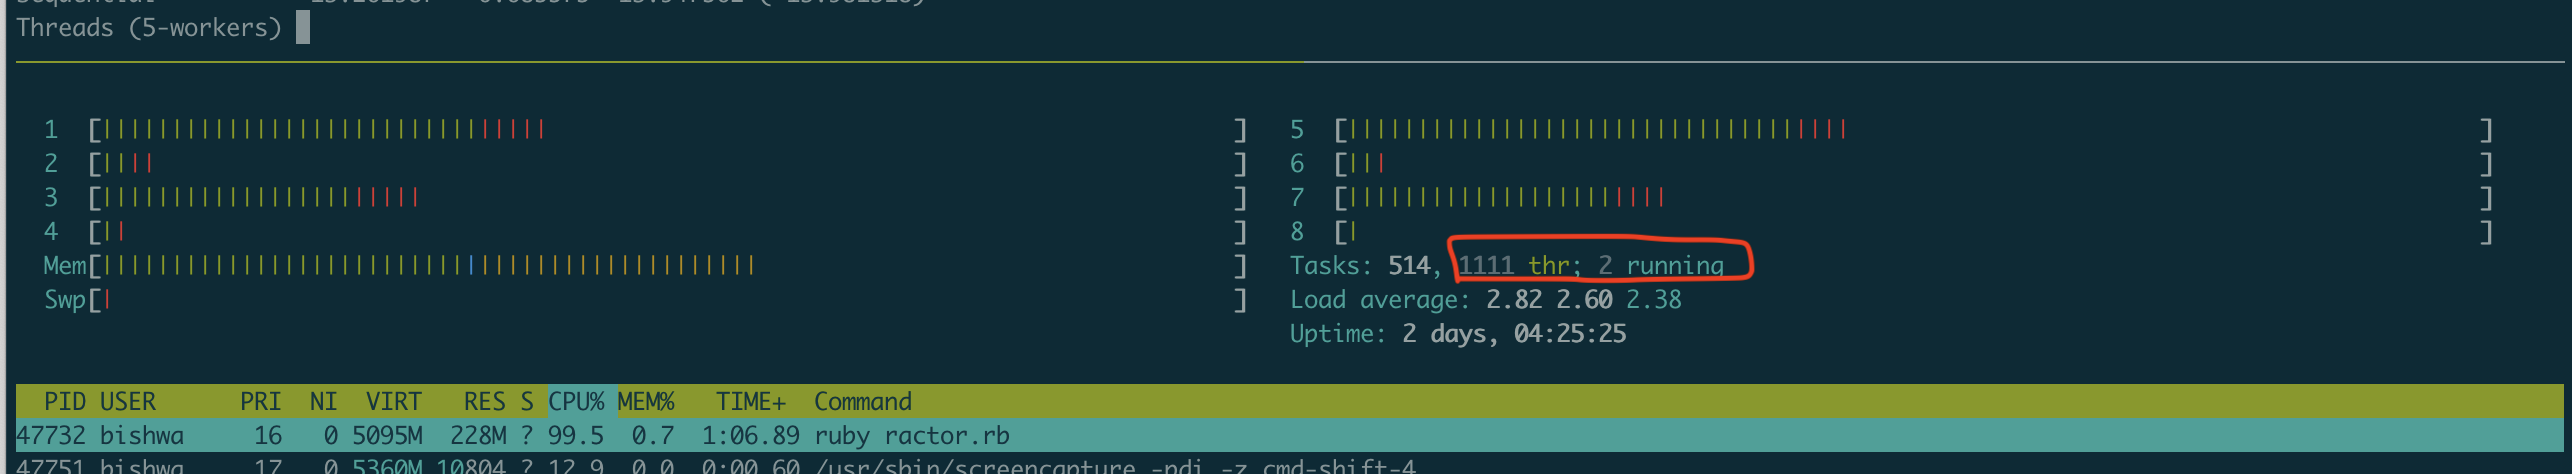 Threads (5-workers)
1 [ ] 5 [ ]
2 [ ] 6 [ ]
3 [ ] 7 [ ]
4 [ ] 8 [ ]
Mem[ ] Tasks: 514, 1111 thr; 2 running
Swp[ ] Load average: 2.82 2.60 2.38
Uptime: 2 days, 04:25:25
PID USER PRI NI VIRT RES S CPU% MEM% TIME+ Command
47732 bishwa 16 0 5095M 228M ? 99.5 0.7 1:06.89 ruby ractor.rb
47751 bishwa 17 0 5360M 10804 ? 12.9 0.0 0:00.60 /usr/sbin/screencapture -pdi -z cmd-shift-4